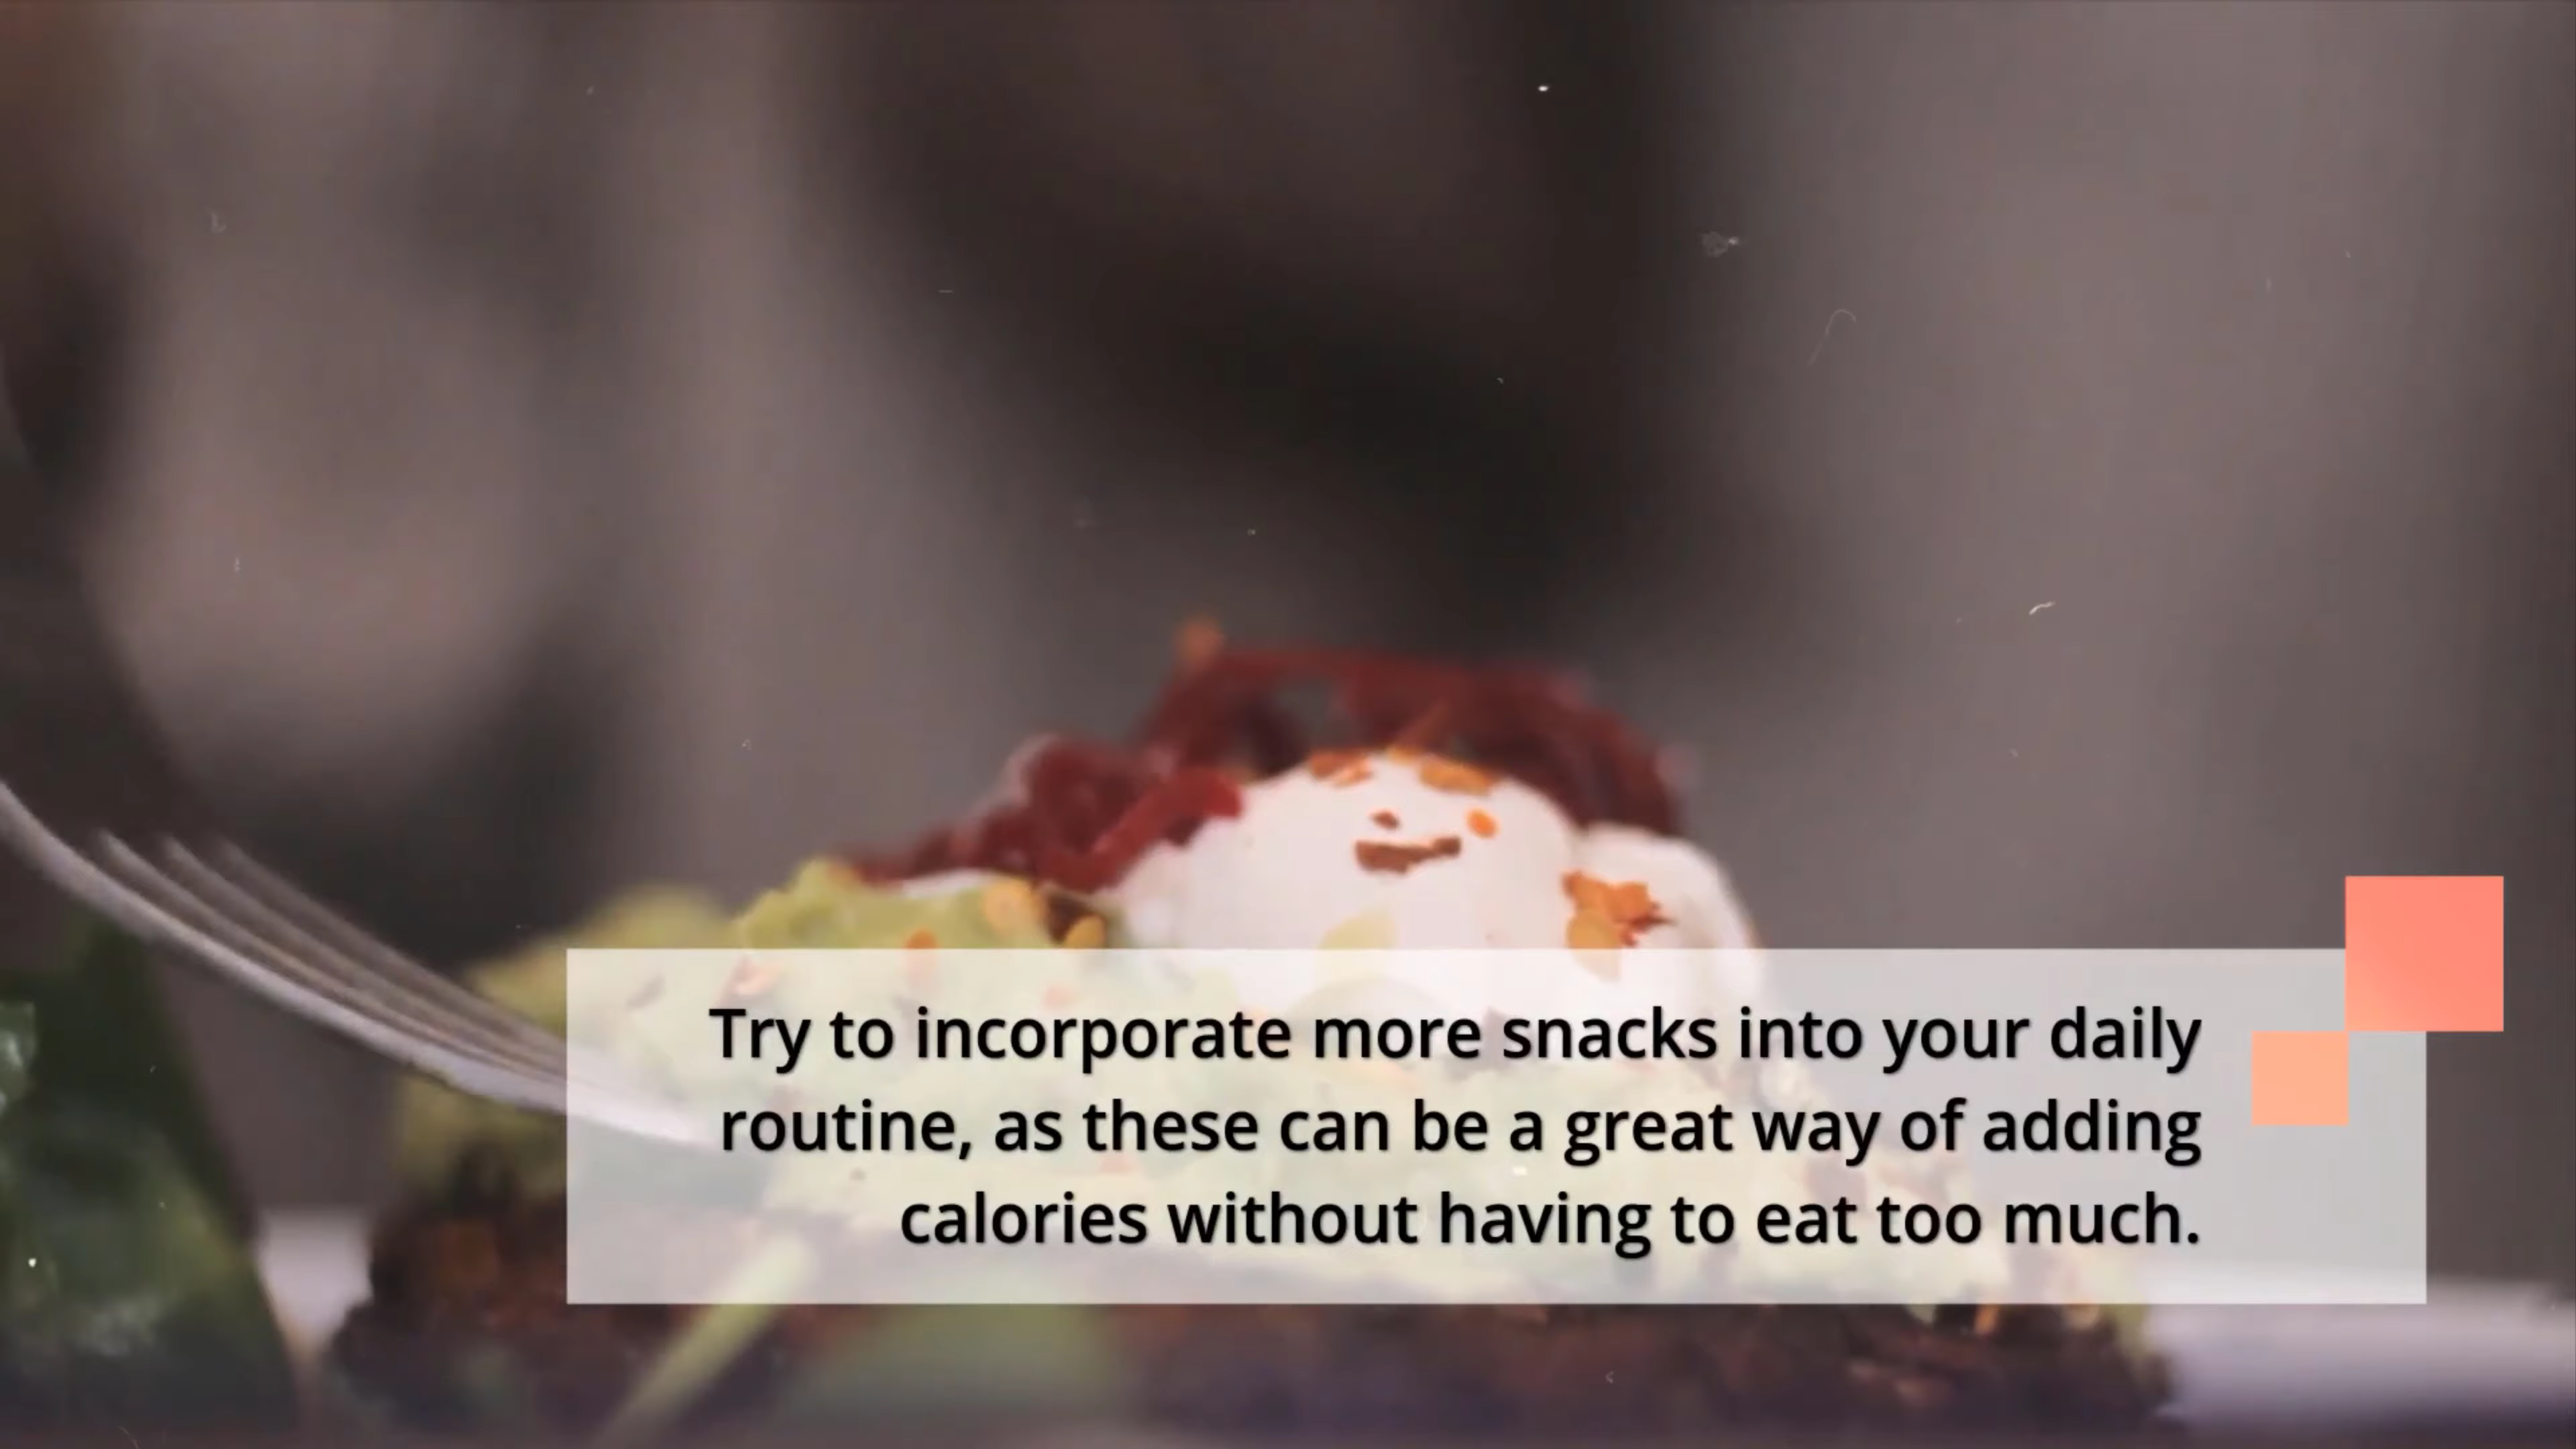 Try to incorporate more snacks into your daily
routine, as these can be a great way of adding
calories without having to eat too much.